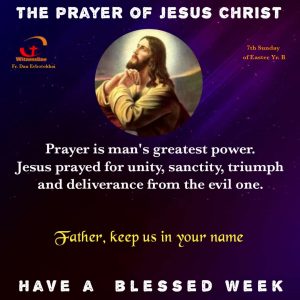 THE PRAYER OF JESUS CHRIST
Witnessline
Fr. Dan Evbotokhai
7th Sunday
of Easter Yr. B
Prayer is man's greatest power.
Jesus prayed for unity, sanctity, triumph
and deliverance from the evil one.
Father, keep us in your name
HAVE A BLESSED WEEK